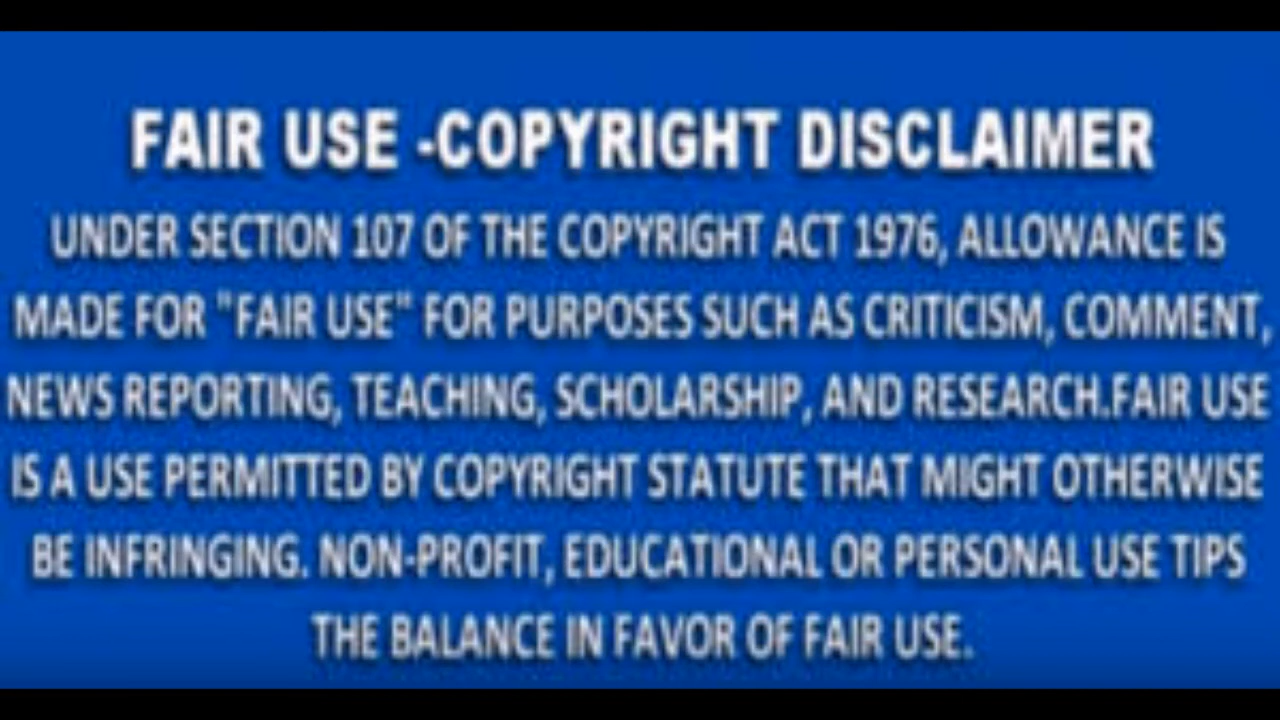 FAIR USE -COPYRIGHT DISCLAIMER
UNDER SECTION 107 OF THE COPYRIGHT ACT 1976, ALLOWANCE IS
MADE FOR "FAIR USE" FOR PURPOSES SUCH AS CRITICISM, COMMENT,
NEWS REPORTING, TEACHING, SCHOLARSHIP, AND RESEARCH.FAIR USE
IS A USE PERMITTED BY COPYRIGHT STATUTE THAT MIGHT OTHERWISE
BE INFRINGING. NON-PROFIT, EDUCATIONAL OR PERSONAL USE TIPS
THE BALANCE IN FAVOR OF FAIR USE.